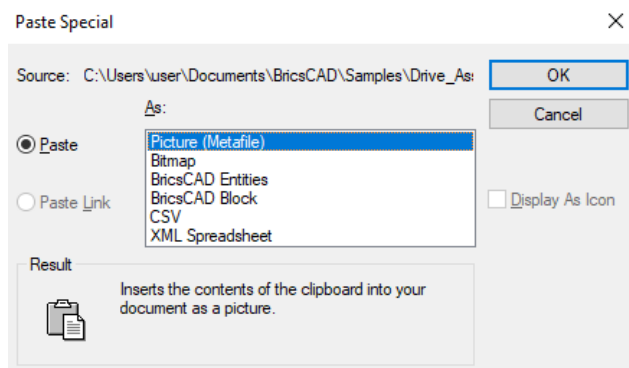 Paste Special
Source: C:\Users\user\Documents\BricsCAD\Samples\Drive_As
OK
As:
Cancel
Paste
Picture (Metafile)
Bitmap
BricsCAD Entities
Paste Link
BricsCAD Block
Display As Icon
CSV
XML Spreadsheet
Result
Inserts the contents of the clipboard into your
document as a picture.